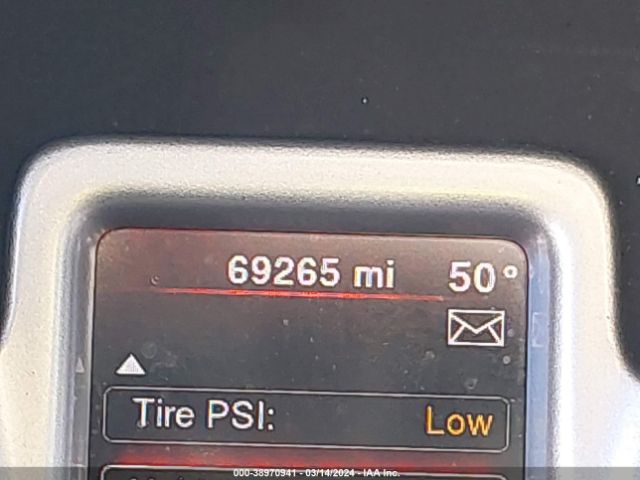 69265 mi 50°
Tire PSI: Low
000-38970941 - 03/14/2024 - IAA Inc.